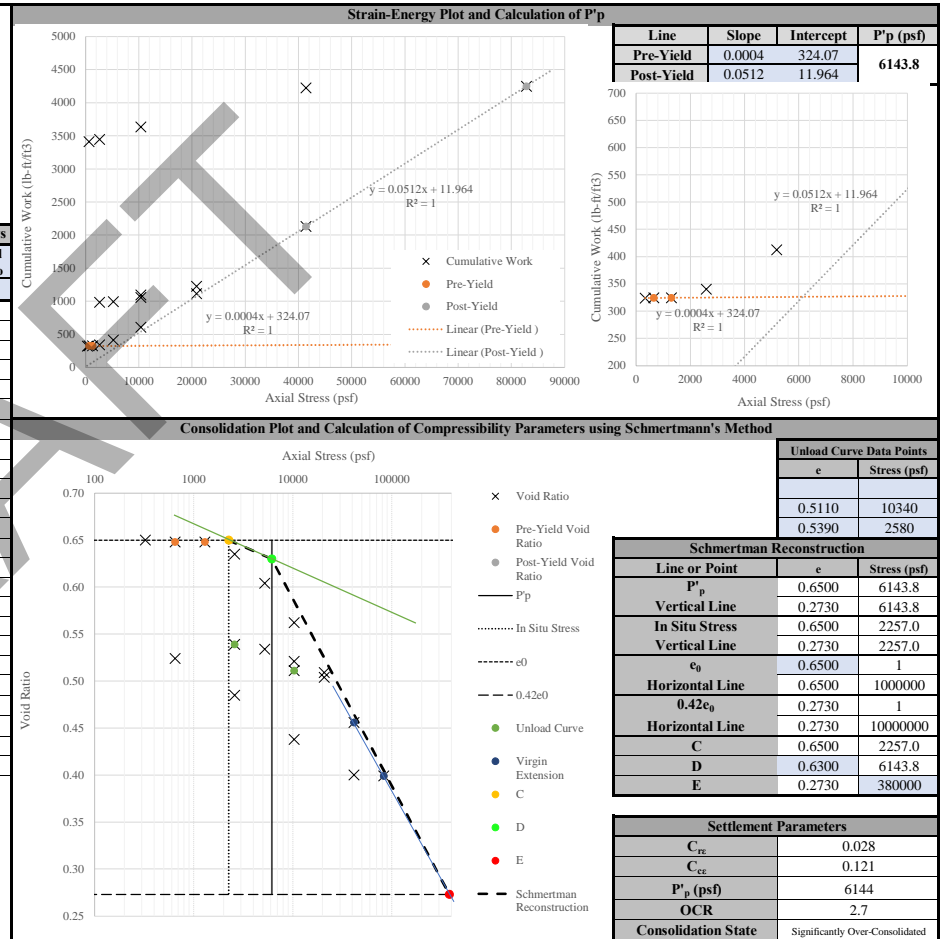 Strain-Energy Plot and Calculation of P'p
Line Slope Intercept P'p (psf)
Pre-Yield 0.0004 324.07 6143.8
Post-Yield 0.0512 11.964
5000
4500
4000
3500
3000
2500
2000
1500
1000
500
0
Cumulative Work (lb-ft/ft3)
0 10000 20000 30000 40000 50000 60000 70000 80000 90000
Axial Stress (psf)
y = 0.0512x + 11.964
R² = 1
y = 0.0004x + 324.07
R² = 1
Cumulative Work
Pre-Yield
Post-Yield
Linear (Pre-Yield )
Linear (Post-Yield )
700
650
600
550
500
450
400
350
300
250
200
Cumulative Work (lb-ft/ft3)
0 2000 4000 6000 8000 10000
Axial Stress (psf)
y = 0.0512x + 11.964
R² = 1
y = 0.0004x + 324.07
R² = 1
DRAFT
s
Consolidation Plot and Calculation of Compressibility Parameters using Schmertmann's Method
Axial Stress (psf)
100 1000 10000 100000
0.70
0.65
0.60
0.55
0.50
0.45
0.40
0.35
0.30
0.25
Void Ratio
Void Ratio
Pre-Yield Void
Ratio
Post-Yield Void
Ratio
P'p
In Situ Stress
e0
0.42e0
Unload Curve
Virgin
Extension
C
D
E
Schmertman
Reconstruction
Unload Curve Data Points
e Stress (psf)
0.5110 10340
0.5390 2580
Schmertman Reconstruction
Line or Point e Stress (psf)
P'p 0.6500 6143.8
Vertical Line 0.2730 6143.8
In Situ Stress 0.6500 2257.0
Vertical Line 0.2730 2257.0
e0 0.6500 1
Horizontal Line 0.6500 1000000
0.42e0 0.2730 1
Horizontal Line 0.2730 10000000
C 0.6500 2257.0
D 0.6300 6143.8
E 0.2730 380000
Settlement Parameters
Crε 0.028
Ccε 0.121
P'p (psf) 6144
OCR 2.7
Consolidation State Significantly Over-Consolidated